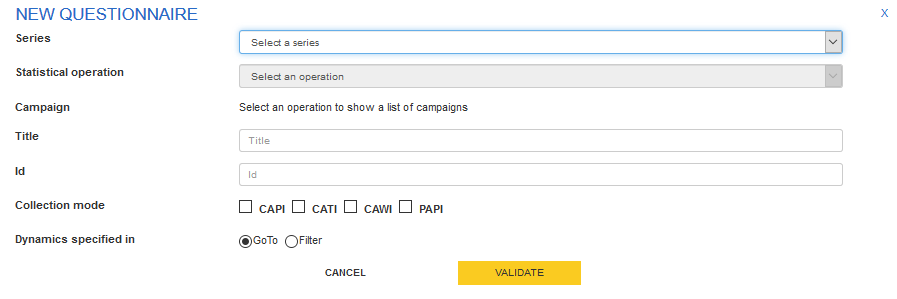 NEW QUESTIONNAIRE X
Series Select a series
Statistical operation Select an operation
Campaign Select an operation to show a list of campaigns
Title Title
Id Id
Collection mode CAPI CATI CAWI PAPI
Dynamics specified in GoTo Filter
CANCEL VALIDATE